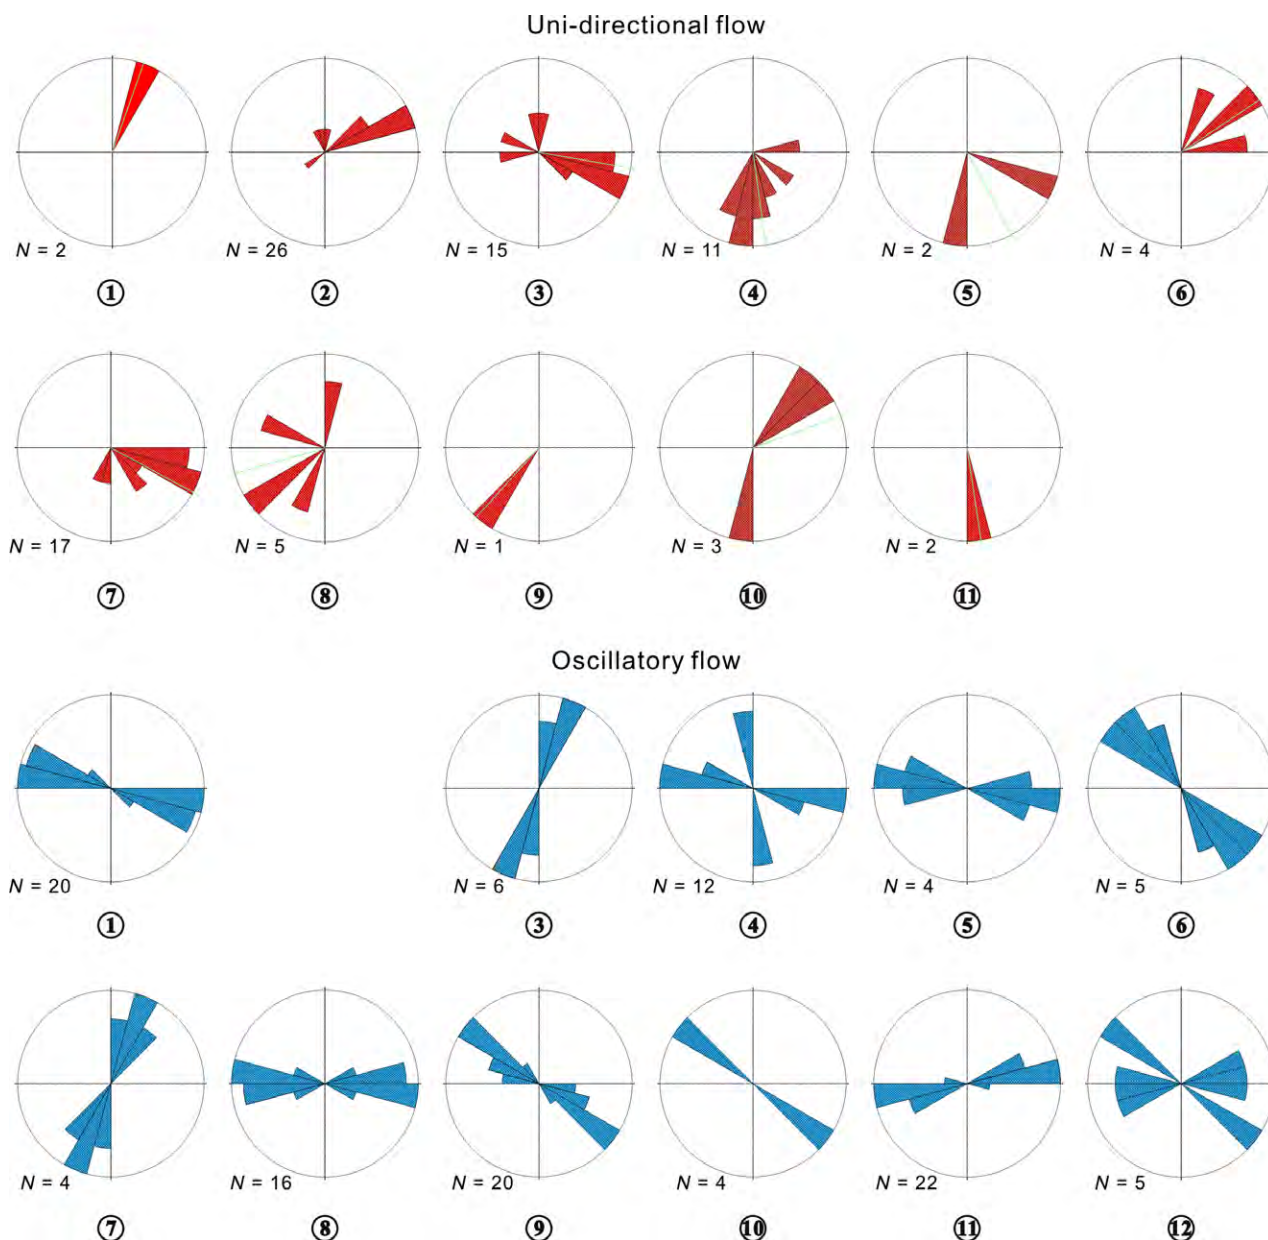 Uni-directional flow
N = 2
N = 26
N = 15
N = 11
N = 2
N = 4
① ② ③ ④ ⑤ ⑥
N = 17
N = 5
N = 1
N = 3
N = 2
⑦ ⑧ ⑨ ⑩ ⑪
Oscillatory flow
N = 20
N = 6
N = 12
N = 4
N = 5
① ③ ④ ⑤ ⑥
N = 4
N = 16
N = 20
N = 4
N = 22
N = 5
⑦ ⑧ ⑨ ⑩ ⑪ ⑫